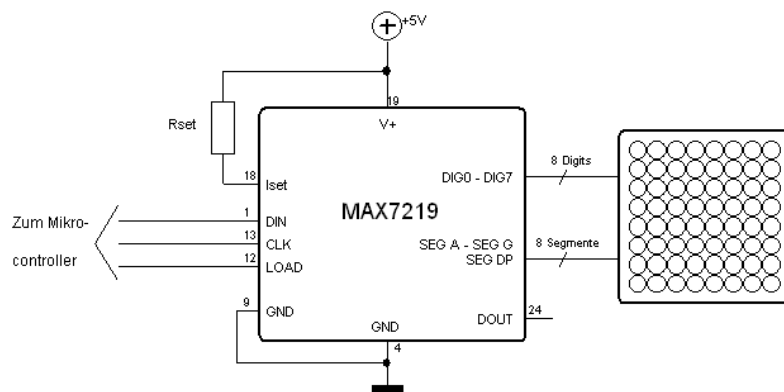 +5V
19
V+
Rset
18
Iset
DIG0 - DIG7
8 Digits
MAX7219
Zum Mikro-
controller
1
DIN
13
CLK
12
LOAD
SEG A - SEG G
SEG DP
8 Segmente
9
GND
GND
4
DOUT
24